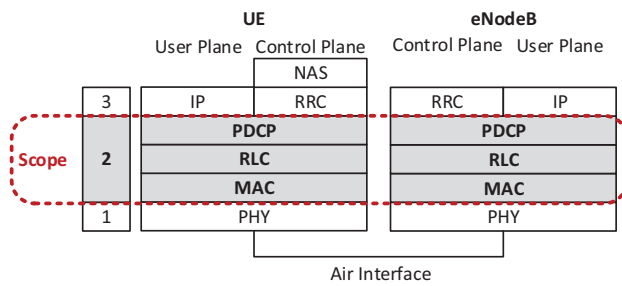 UE
eNodeB
User Plane
Control Plane
Control Plane
User Plane
NAS
3
IP
RRC
RRC
IP
Scope
2
PDCP
PDCP
RLC
RLC
MAC
MAC
1
PHY
PHY
Air Interface